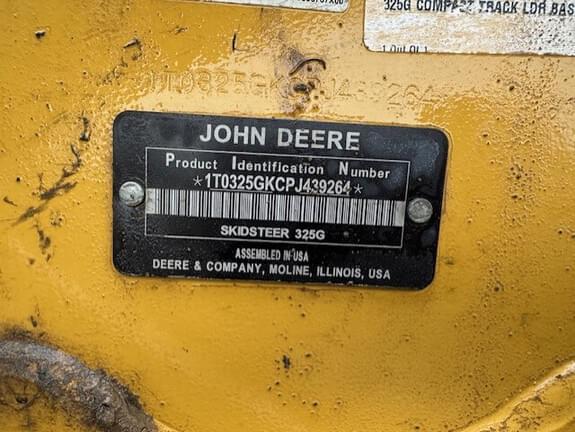 325G COMPACT TRACK LDR BAS
1T0325GKCPJ439264
JOHN DEERE
Product Identification Number
*1T0325GKCPJ439264*
SKIDSTEER 325G
ASSEMBLED IN USA
DEERE & COMPANY, MOLINE, ILLINOIS, USA